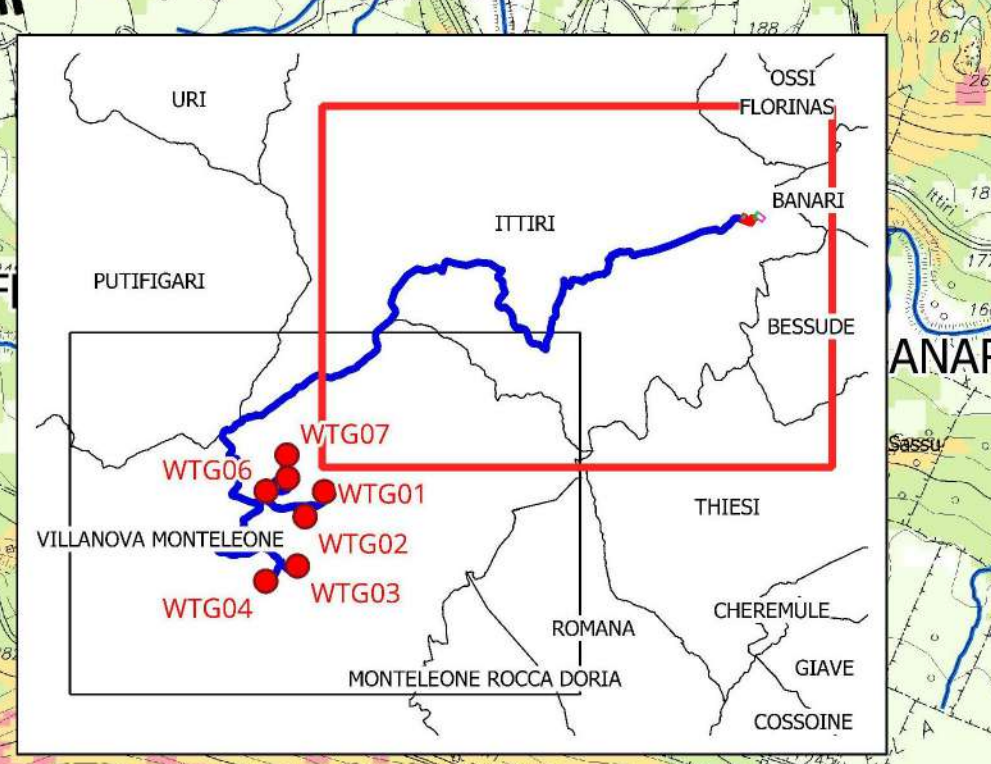 188
261
OSSI
FLORINAS
URI
BANARI
Ittiri
ITTIRI
PUTIFIGARI
BESSUDE
ANAR
WTG07
Sassu
WTG06
WTG01
THIESI
VILLANOVA MONTELEONE
WTG02
WTG03
WTG04
CHEREMULE
ROMANA
GIAVE
MONTELEONE ROCCA DORIA
COSSOINE
A